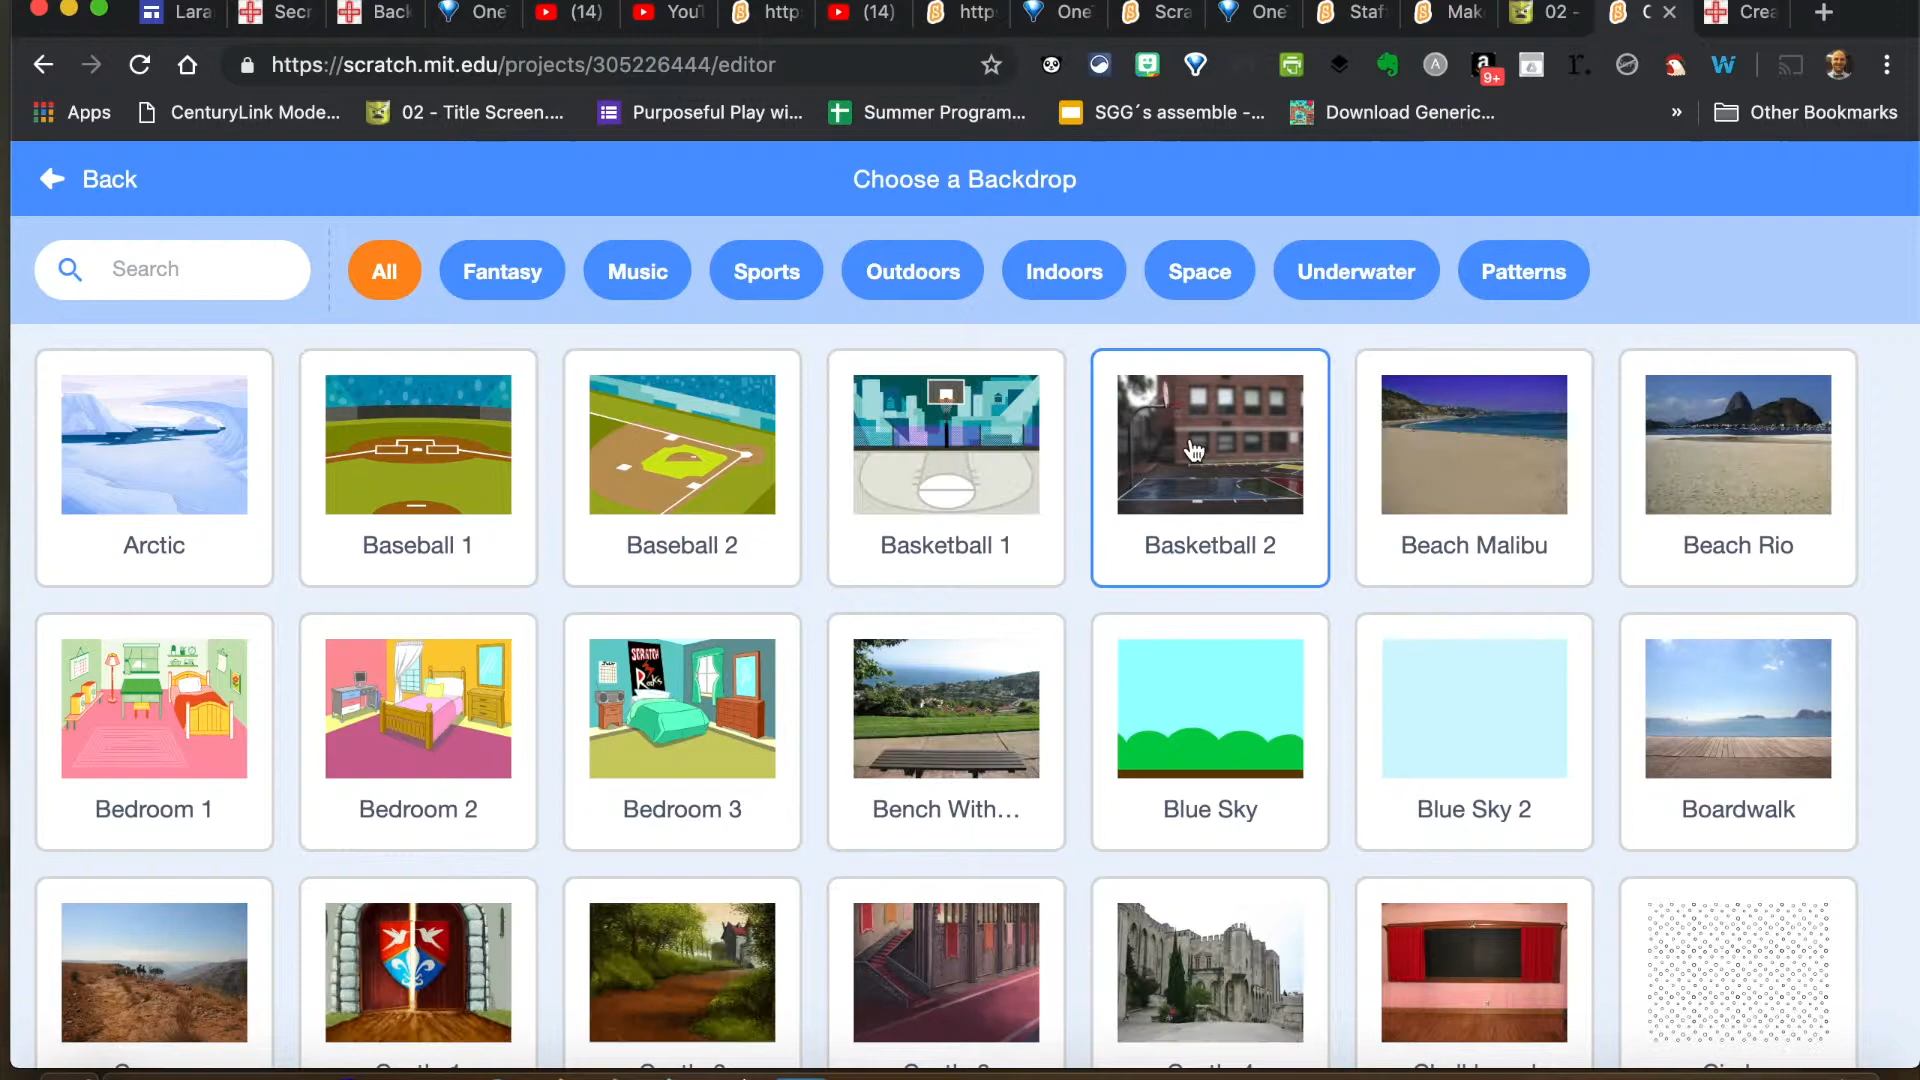 Lara Secr Back One (14) YouT http (14) http One Scra One Staf Mak 02 - Crea
https://scratch.mit.edu/projects/305226444/editor
9+
Apps CenturyLink Mode... 02 - Title Screen.... Purposeful Play wi... Summer Program... SGG´s assemble -... Download Generic... » Other Bookmarks
Back Choose a Backdrop
Search All Fantasy Music Sports Outdoors Indoors Space Underwater Patterns
Arctic Baseball 1 Baseball 2 Basketball 1 Basketball 2 Beach Malibu Beach Rio
SCRATCH
Rocks
Bedroom 1 Bedroom 2 Bedroom 3 Bench With... Blue Sky Blue Sky 2 Boardwalk